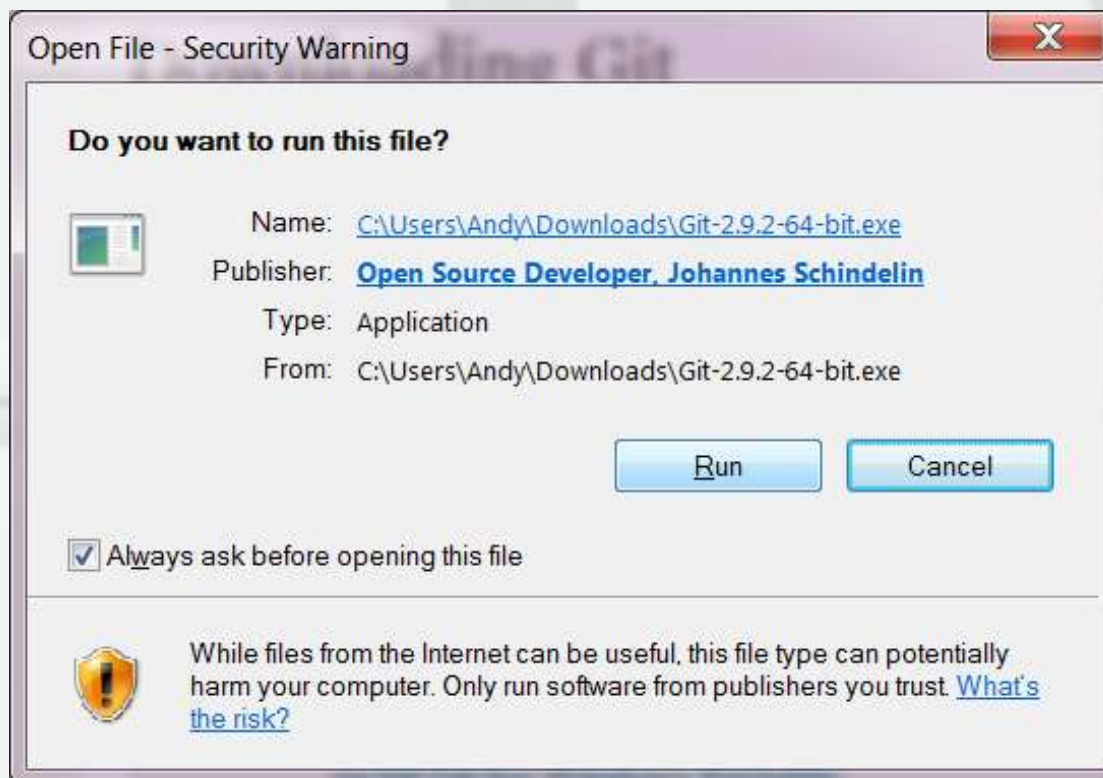 Downloading Git
Open File - Security Warning
X
Do you want to run this file?
Name: C:\Users\Andy\Downloads\Git-2.9.2-64-bit.exe
Publisher: Open Source Developer, Johannes Schindelin
Type: Application
From: C:\Users\Andy\Downloads\Git-2.9.2-64-bit.exe
Run Cancel
Always ask before opening this file
While files from the Internet can be useful, this file type can potentially
harm your computer. Only run software from publishers you trust. What's
the risk?